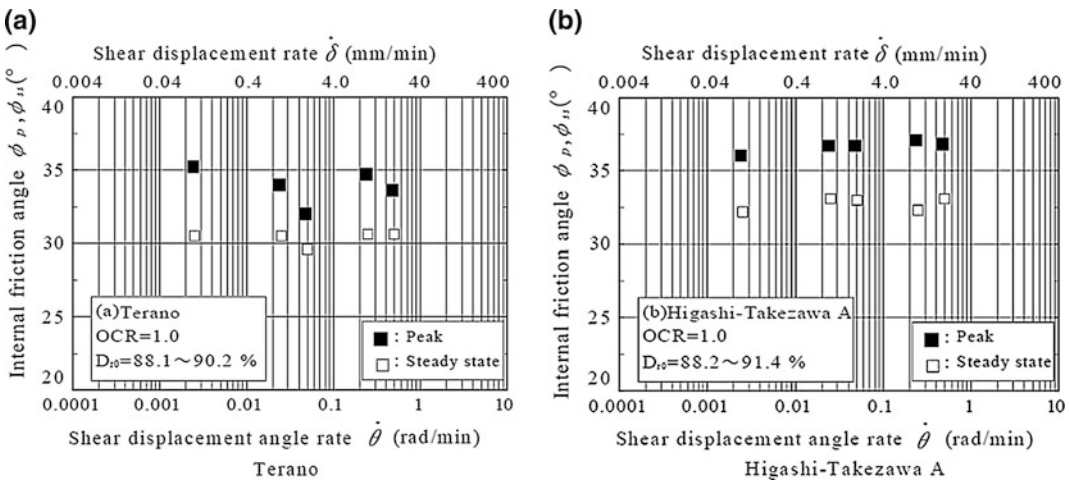 (a)
Shear displacement rate δ̇ (mm/min)
0.004 0.04 0.4 4.0 40 400
Internal friction angle ϕ p, ϕ ss(°)
40
35
30
25
20
(a)Terano
OCR=1.0
Dr0=88.1～90.2 %
■ : Peak
□ : Steady state
0.0001 0.001 0.01 0.1 1 10
Shear displacement angle rate θ̇ (rad/min)
Terano
(b)
Shear displacement rate δ̇ (mm/min)
0.004 0.04 0.4 4.0 40 400
Internal friction angle ϕ p, ϕ ss(°)
40
35
30
25
20
(b)Higashi-Takezawa A
OCR=1.0
Dr0=88.2～91.4 %
■ : Peak
□ : Steady state
0.0001 0.001 0.01 0.1 1 10
Shear displacement angle rate θ̇ (rad/min)
Higashi-Takezawa A